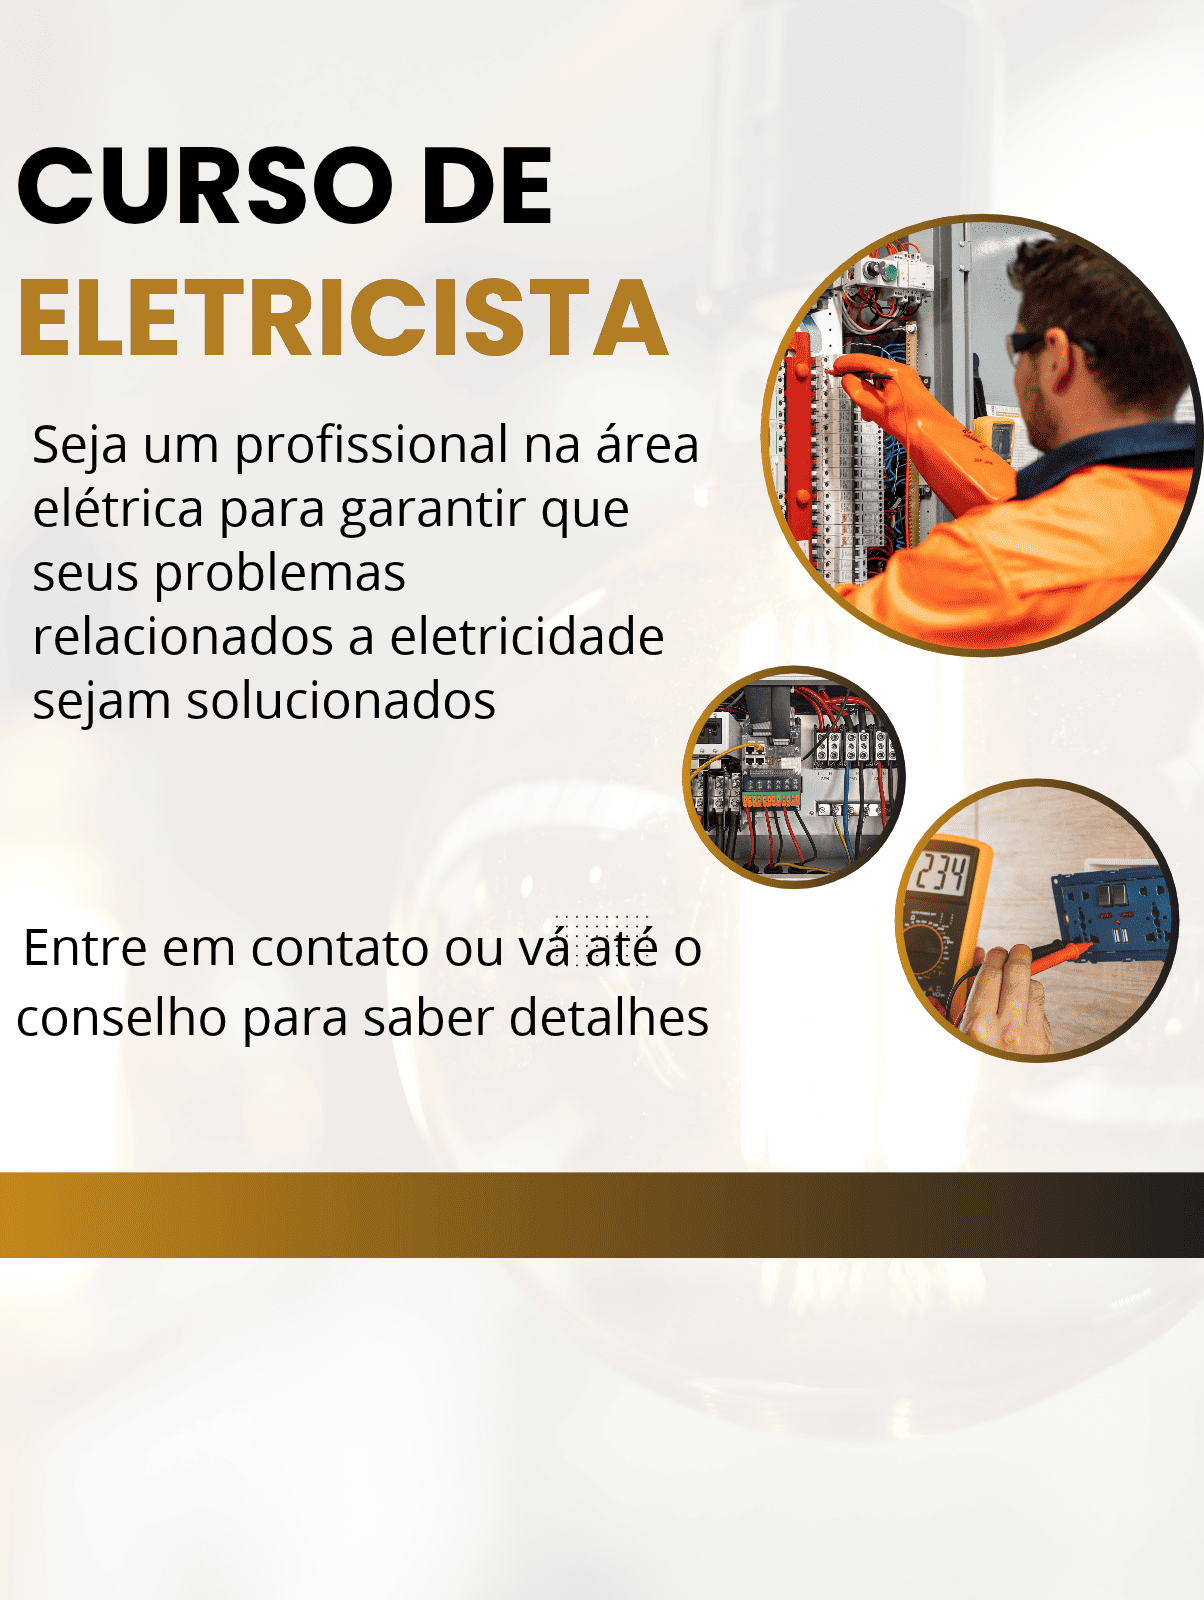 CURSO DE
ELETRICISTA
Seja um profissional na área
elétrica para garantir que
seus problemas
relacionados a eletricidade
sejam solucionados
234
Entre em contato ou vá até o
conselho para saber detalhes